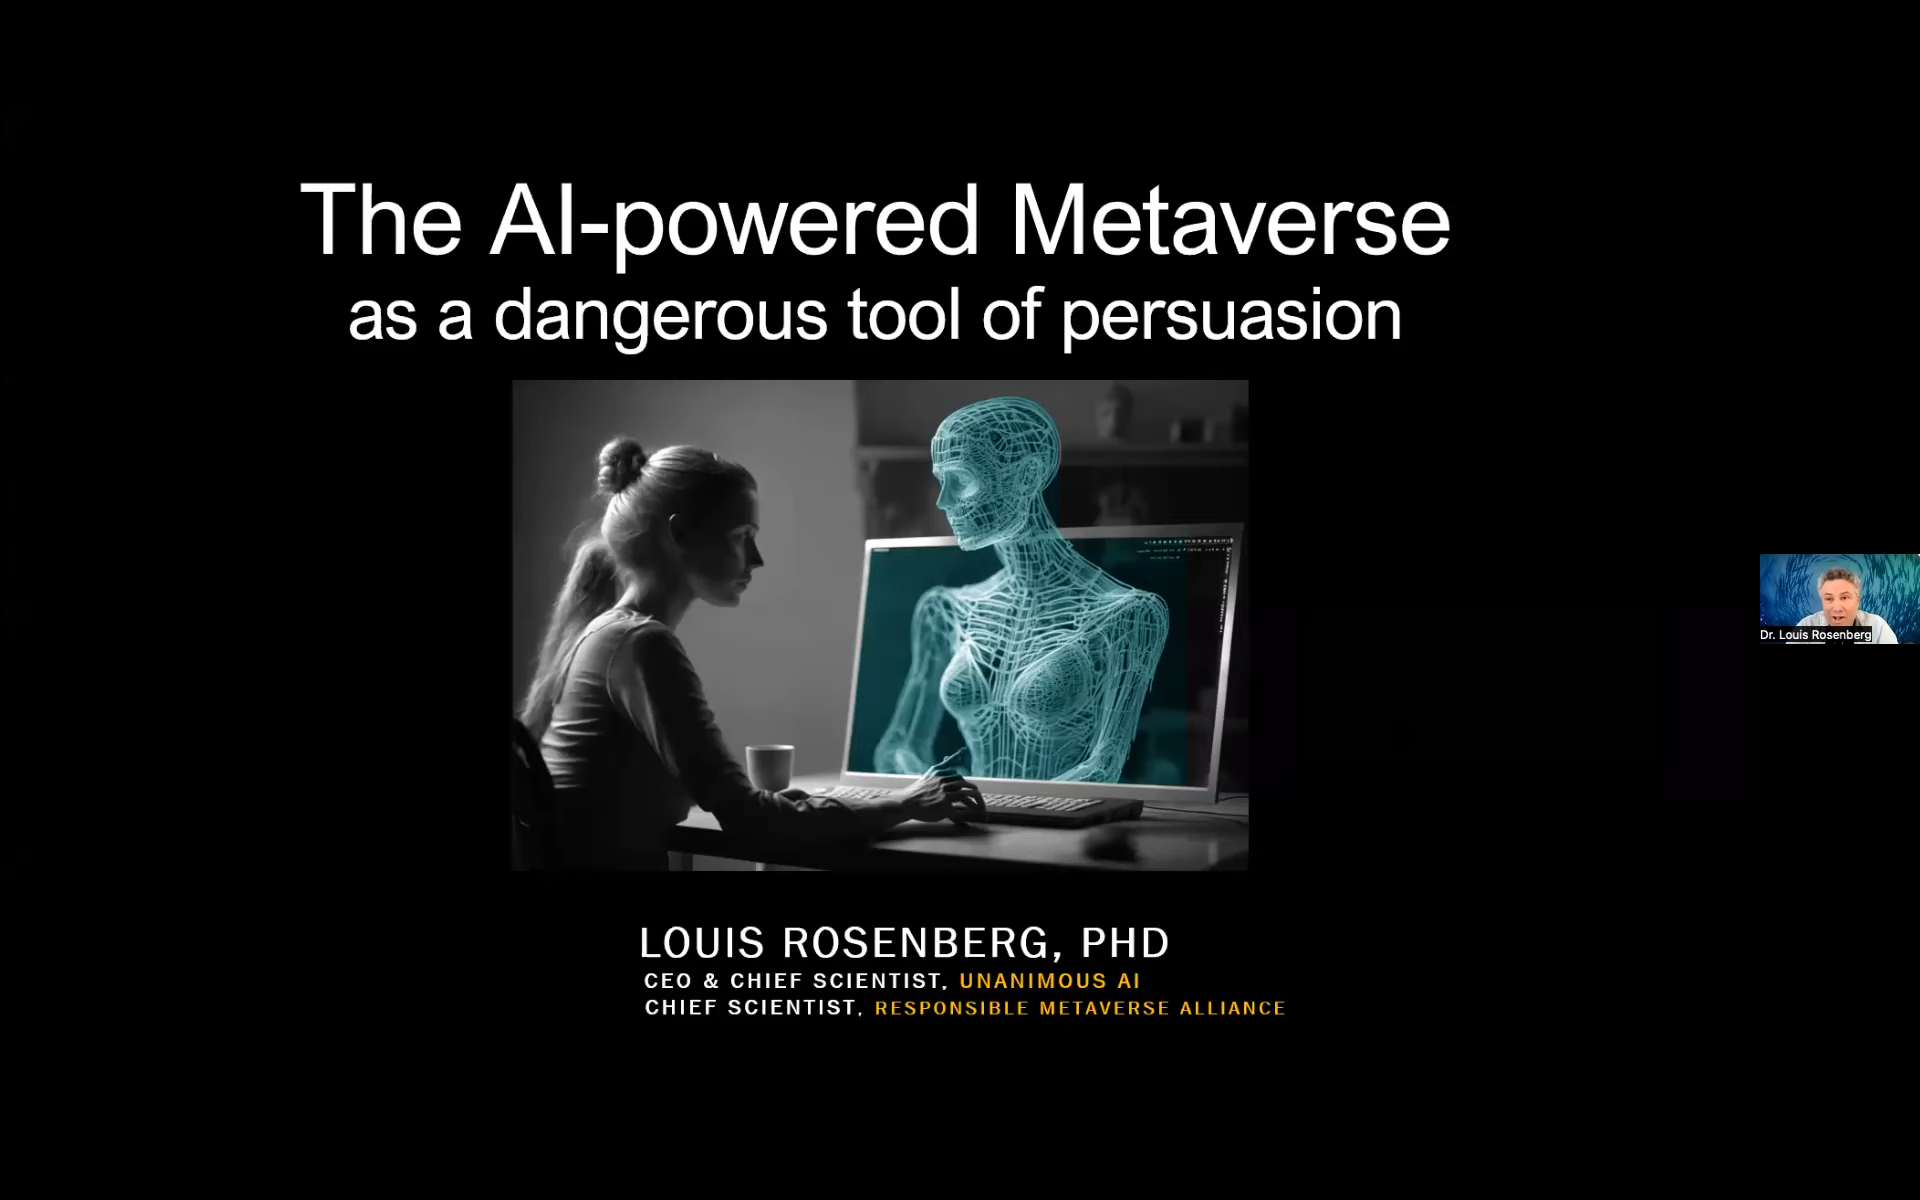 The AI-powered Metaverse
as a dangerous tool of persuasion
Dr. Louis Rosenberg
LOUIS ROSENBERG, PHD
CEO & CHIEF SCIENTIST, UNANIMOUS AI
CHIEF SCIENTIST, RESPONSIBLE METAVERSE ALLIANCE